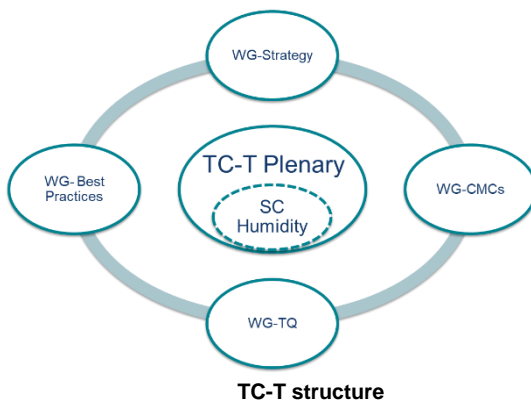 WG-Strategy
TC-T Plenary
SC
Humidity
WG- Best
Practices
WG-CMCs
WG-TQ
TC-T structure